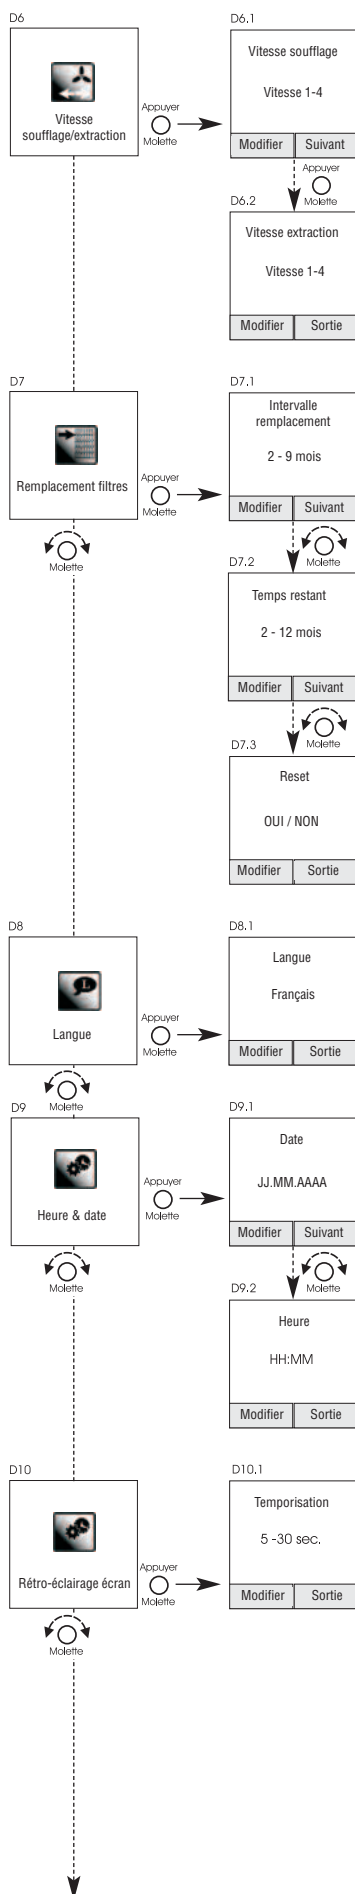 D6
Vitesse
soufflage/extraction
Appuyer
Molette
D6.1
Vitesse soufflage
Vitesse 1-4
Modifier Suivant
Appuyer
Molette
D6.2
Vitesse extraction
Vitesse 1-4
Modifier Sortie
D7
Remplacement filtres
Molette
Appuyer
Molette
D7.1
Intervalle
remplacement
2 - 9 mois
Modifier Suivant
Molette
D7.2
Temps restant
2 - 12 mois
Modifier Suivant
Molette
D7.3
Reset
OUI / NON
Modifier Sortie
D8
L
Langue
Molette
Appuyer
Molette
D8.1
Langue
Français
Modifier Sortie
D9
Heure & date
Molette
Appuyer
Molette
D9.1
Date
JJ.MM.AAAA
Modifier Suivant
Molette
D9.2
Heure
HH:MM
Modifier Sortie
D10
Rétro-éclairage écran
Molette
Appuyer
Molette
D10.1
Temporisation
5 -30 sec.
Modifier Sortie